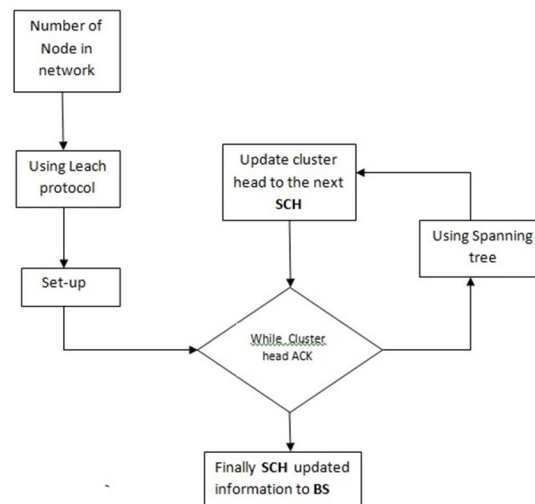 Number of
Node in
network
Using Leach
protocol
Set-up
Update cluster
head to the next
SCH
Using Spanning
tree
While Cluster
head ACK
Finally SCH updated
information to BS